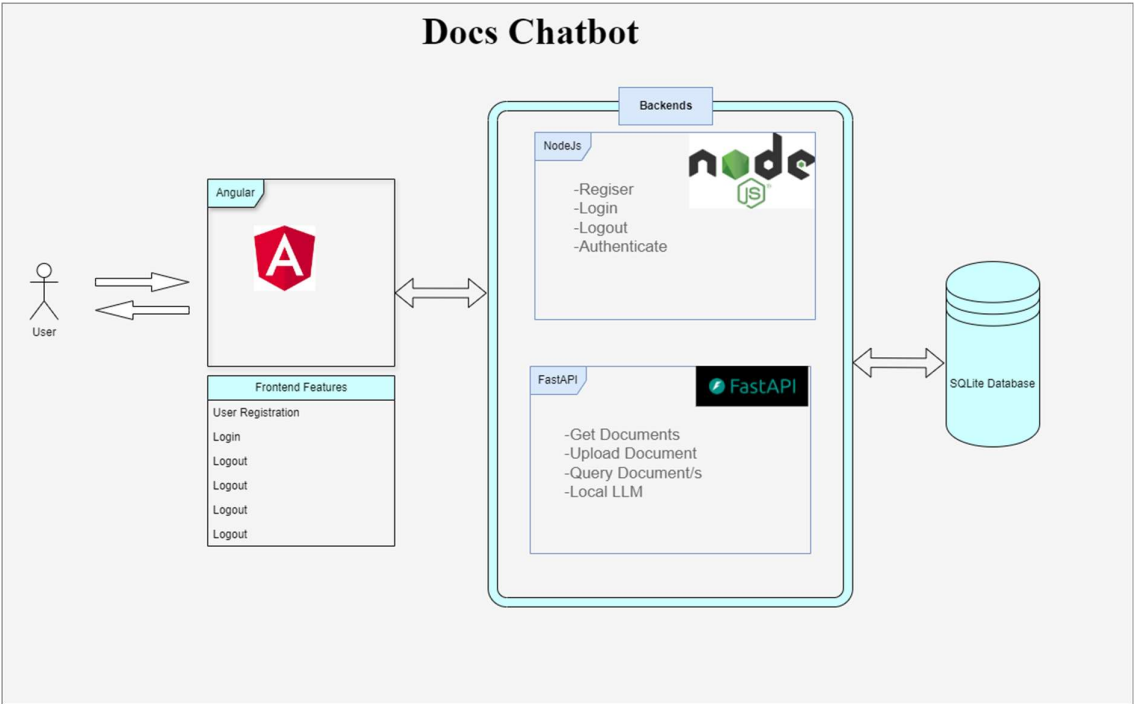 Docs Chatbot
Backends
NodeJs
node
JS
-Regiser
-Login
-Logout
-Authenticate
Angular
A
User
Frontend Features
User Registration
Login
Logout
Logout
Logout
Logout
FastAPI
FastAPI
-Get Documents
-Upload Document
-Query Document/s
-Local LLM
SQLite Database